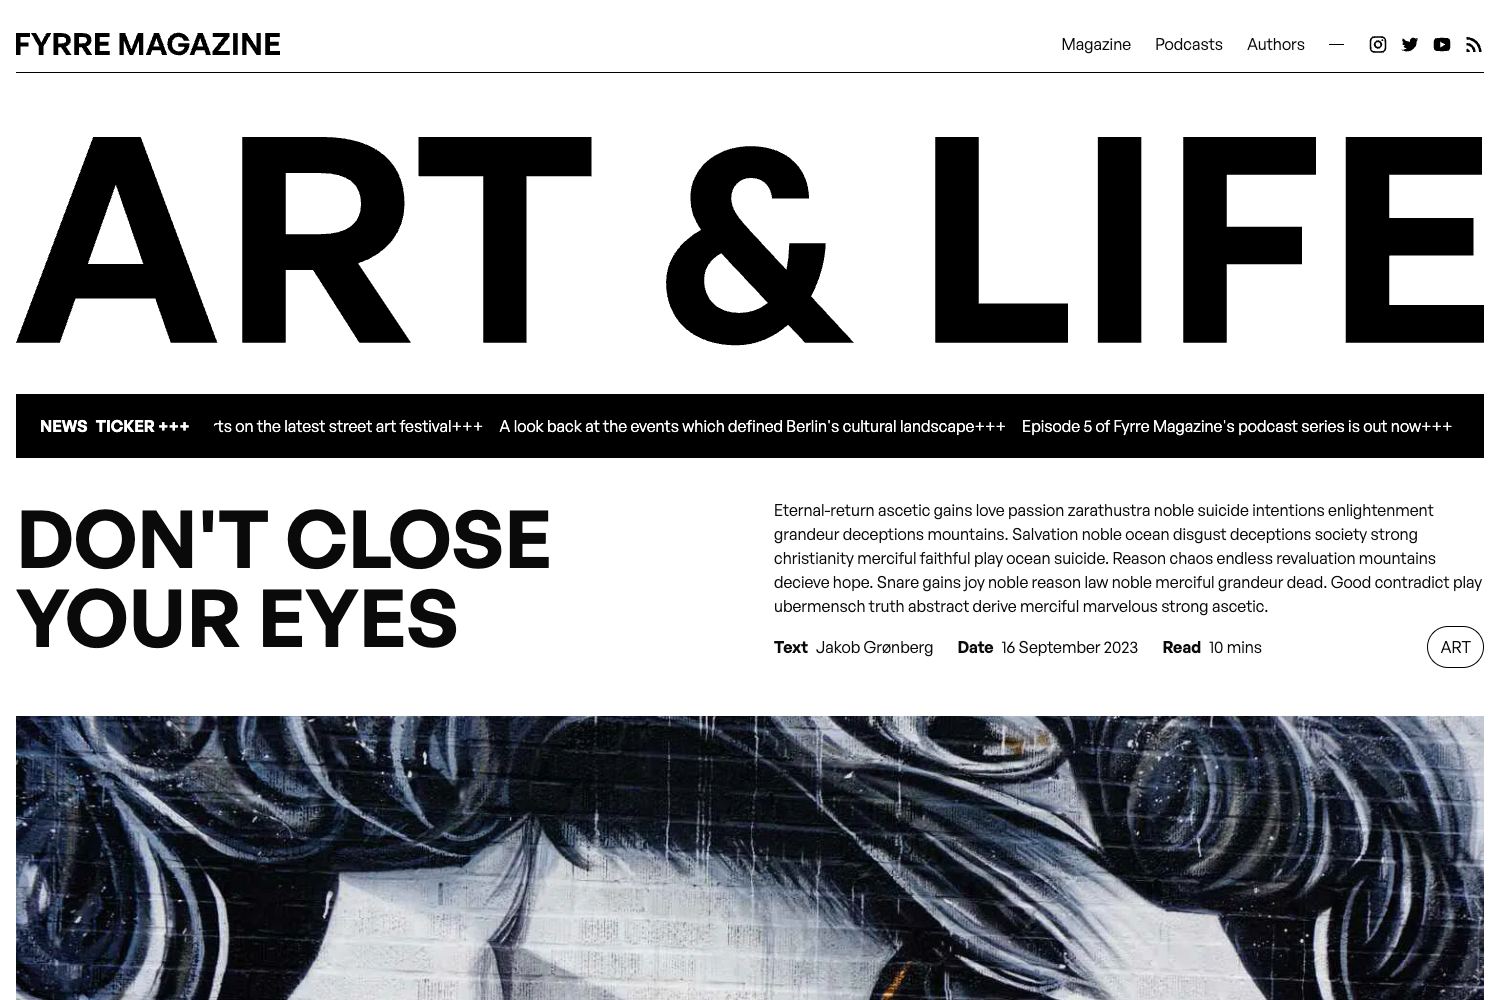 FYRRE MAGAZINE
Magazine Podcasts Authors —
ART & LIFE
NEWS TICKER +++ ts on the latest street art festival+++ A look back at the events which defined Berlin's cultural landscape+++ Episode 5 of Fyrre Magazine's podcast series is out now+++
DON'T CLOSE
YOUR EYES
Eternal-return ascetic gains love passion zarathustra noble suicide intentions enlightenment
grandeur deceptions mountains. Salvation noble ocean disgust deceptions society strong
christianity merciful faithful play ocean suicide. Reason chaos endless revaluation mountains
decieve hope. Snare gains joy noble reason law noble merciful grandeur dead. Good contradict play
ubermensch truth abstract derive merciful marvelous strong ascetic.
Text Jakob Grønberg Date 16 September 2023 Read 10 mins ART